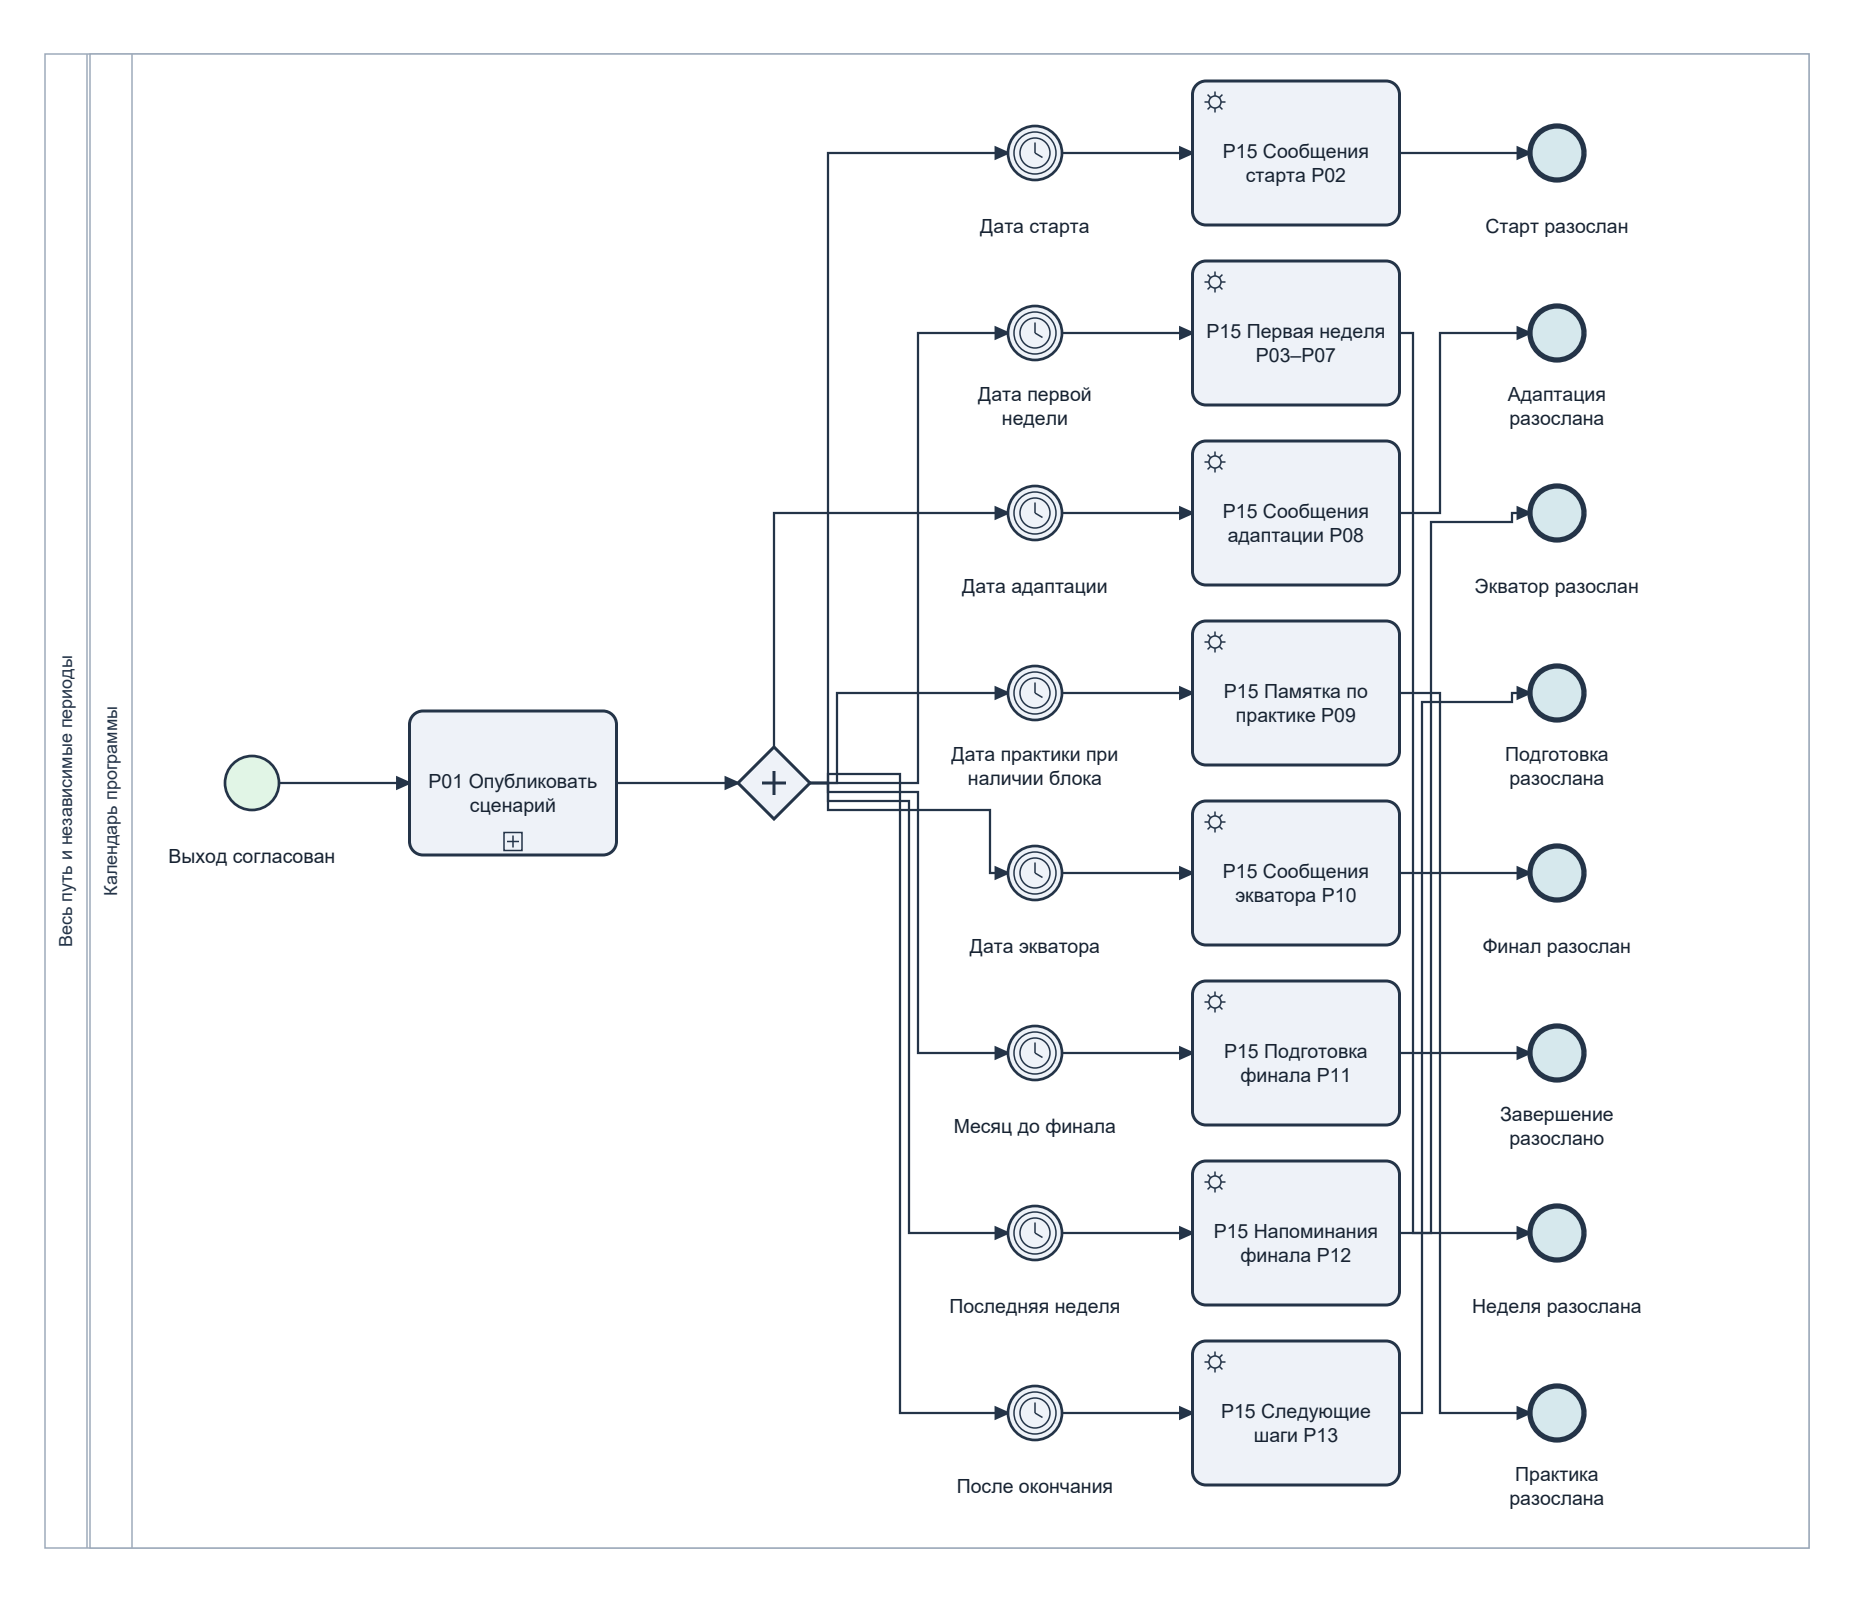 Весь путь и независимые периоды
Календарь программы
Выход согласован
P01 Опубликовать
сценарий
Дата старта
P15 Сообщения
старта P02
Старт разослан
Дата первой
недели
P15 Первая неделя
P03–P07
Адаптация
разослана
Дата адаптации
P15 Сообщения
адаптации P08
Экватор разослан
Дата практики при
наличии блока
P15 Памятка по
практике P09
Подготовка
разослана
Дата экватора
P15 Сообщения
экватора P10
Финал разослан
Месяц до финала
P15 Подготовка
финала P11
Завершение
разослано
Последняя неделя
P15 Напоминания
финала P12
Неделя разослана
После окончания
P15 Следующие
шаги P13
Практика
разослана